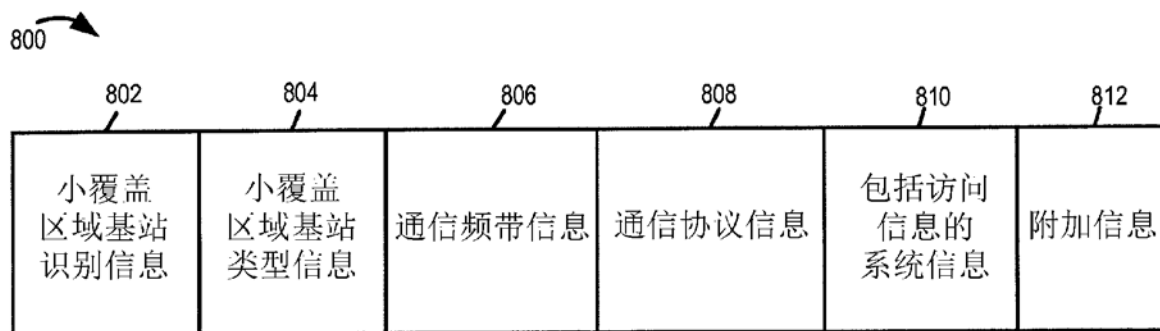 800
802
804
806
808
810
812
小覆盖
区域基站
识别信息
小覆盖
区域基站
类型信息
通信频带信息
通信协议信息
包括访问
信息的
系统信息
附加信息